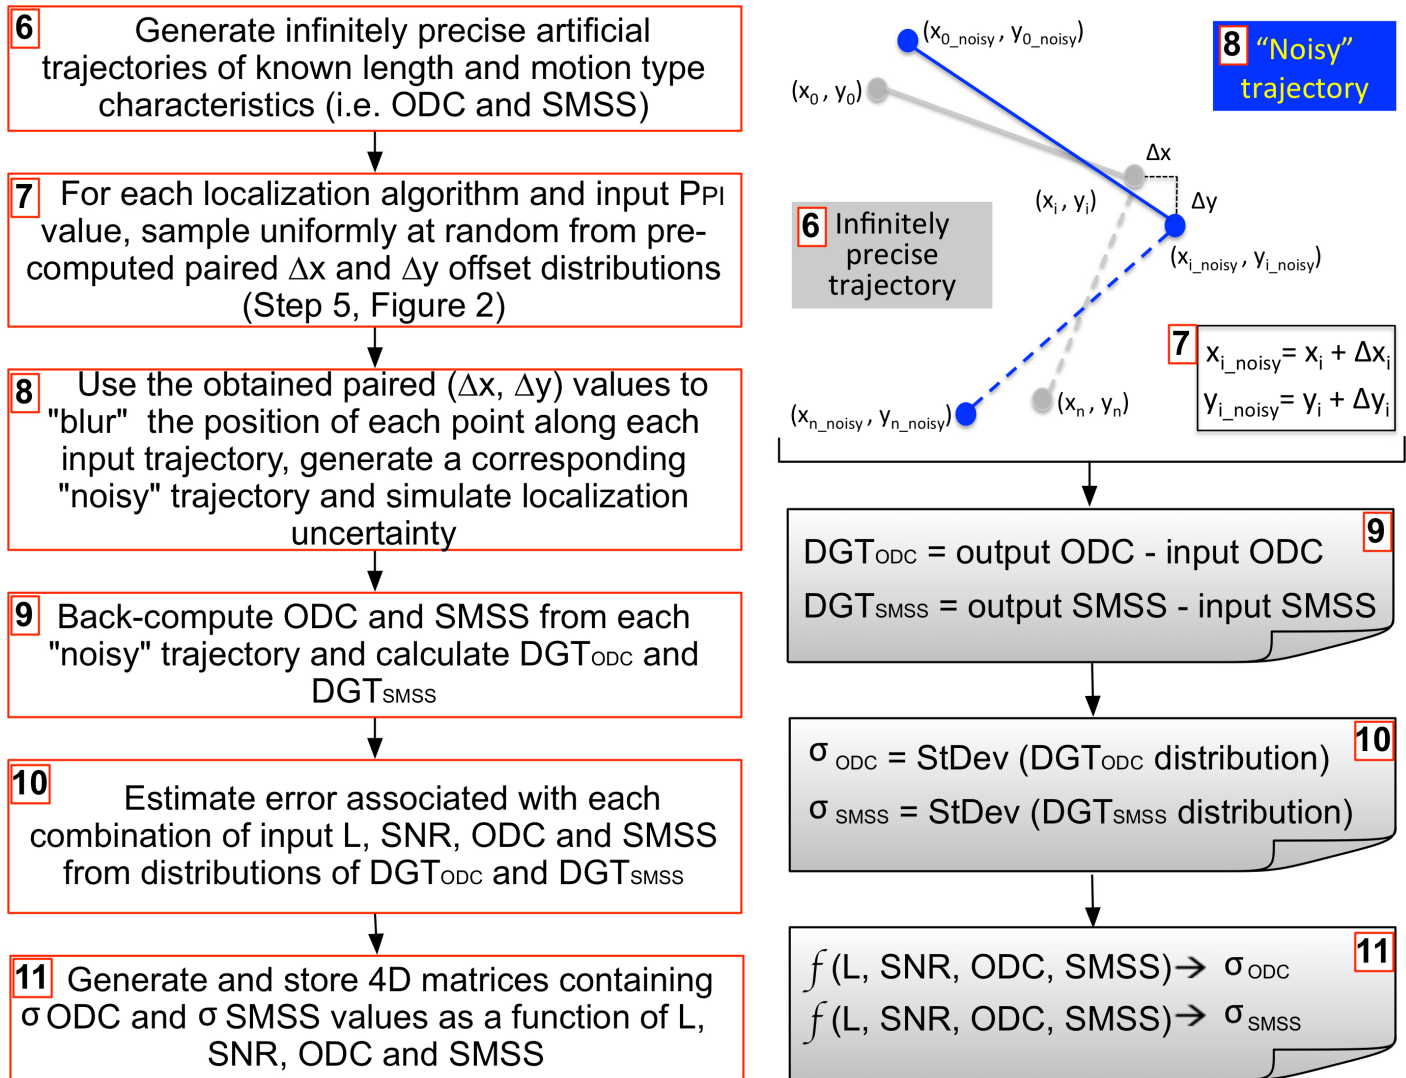 6 Generate infinitely precise artificial
trajectories of known length and motion type
characteristics (i.e. ODC and SMSS)
7 For each localization algorithm and input PPI
value, sample uniformly at random from pre-
computed paired Δx and Δy offset distributions
(Step 5, Figure 2)
8 Use the obtained paired (Δx, Δy) values to
"blur" the position of each point along each
input trajectory, generate a corresponding
"noisy" trajectory and simulate localization
uncertainty
9 Back-compute ODC and SMSS from each
"noisy" trajectory and calculate DGTODC and
DGTSMSS
10 Estimate error associated with each
combination of input L, SNR, ODC and SMSS
from distributions of DGTODC and DGTSMSS
11 Generate and store 4D matrices containing
σ ODC and σ SMSS values as a function of L,
SNR, ODC and SMSS
(x0_noisy , y0_noisy)
(x0 , y0)
8 “Noisy”
trajectory
Δx
Δy
(xi , yi)
(xi_noisy , yi_noisy)
6 Infinitely
precise
trajectory
7 xi_noisy= xi + Δxi
yi_noisy= yi + Δyi
(xn_noisy , yn_noisy)
(xn , yn)
9
DGTODC = output ODC - input ODC
DGTSMSS = output SMSS - input SMSS
10
σ ODC = StDev (DGTODC distribution)
σ SMSS = StDev (DGTSMSS distribution)
11
f (L, SNR, ODC, SMSS)→ σ ODC
f (L, SNR, ODC, SMSS)→ σ SMSS